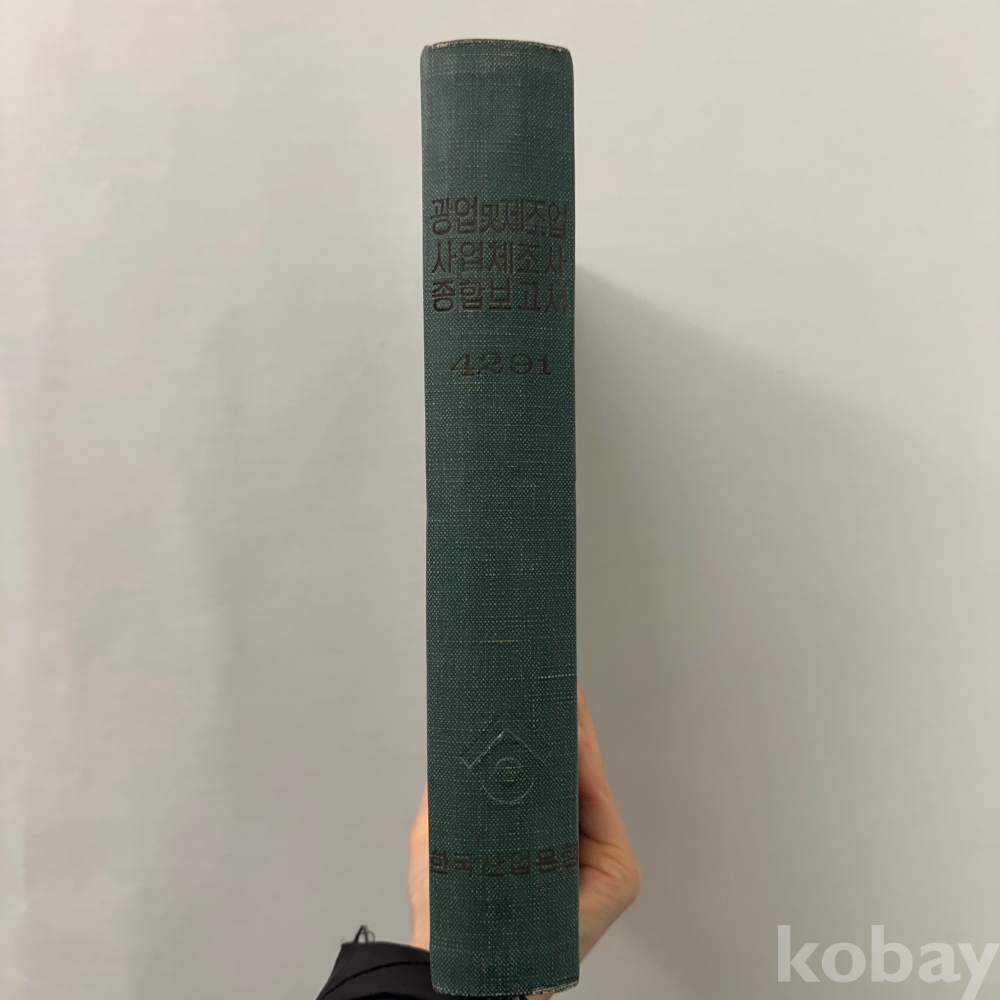 광업및제조업
사업체조사
종합보고서
4291
한국산업은행
kobay